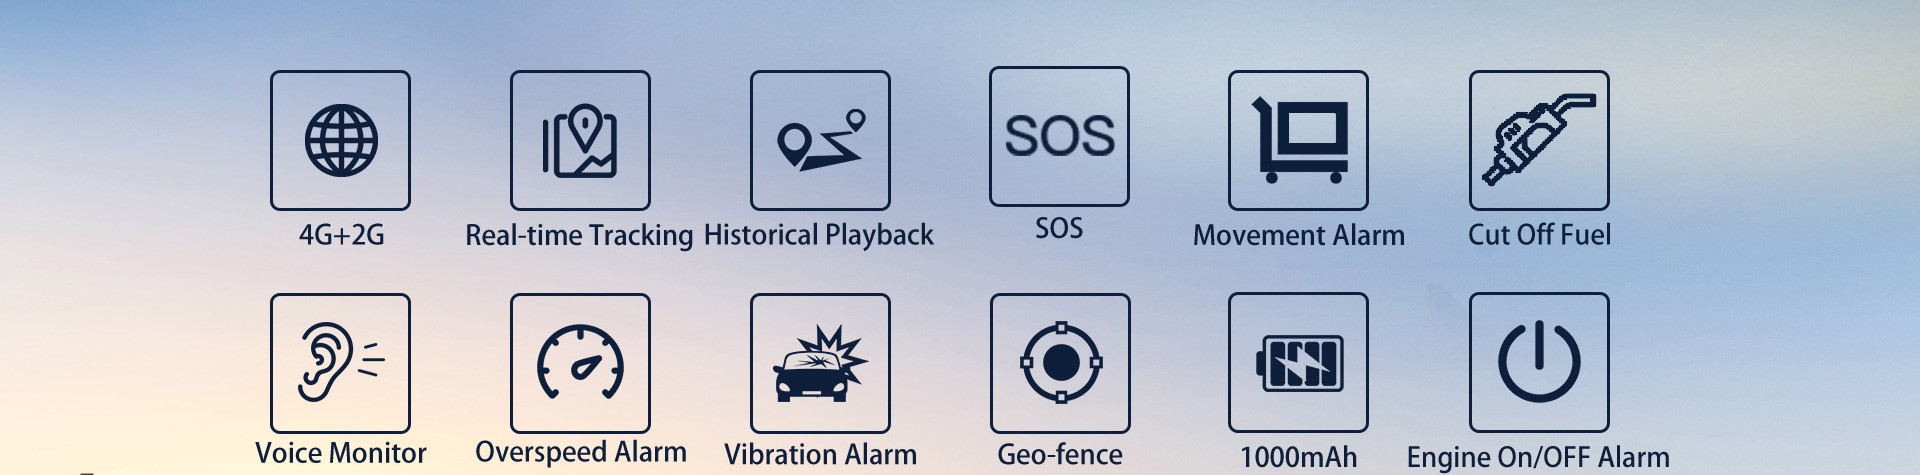 4G+2G
Real-time Tracking
Historical Playback
SOS
SOS
Movement Alarm
Cut Off Fuel
Voice Monitor
Overspeed Alarm
Vibration Alarm
Geo-fence
1000mAh
Engine On/OFF Alarm